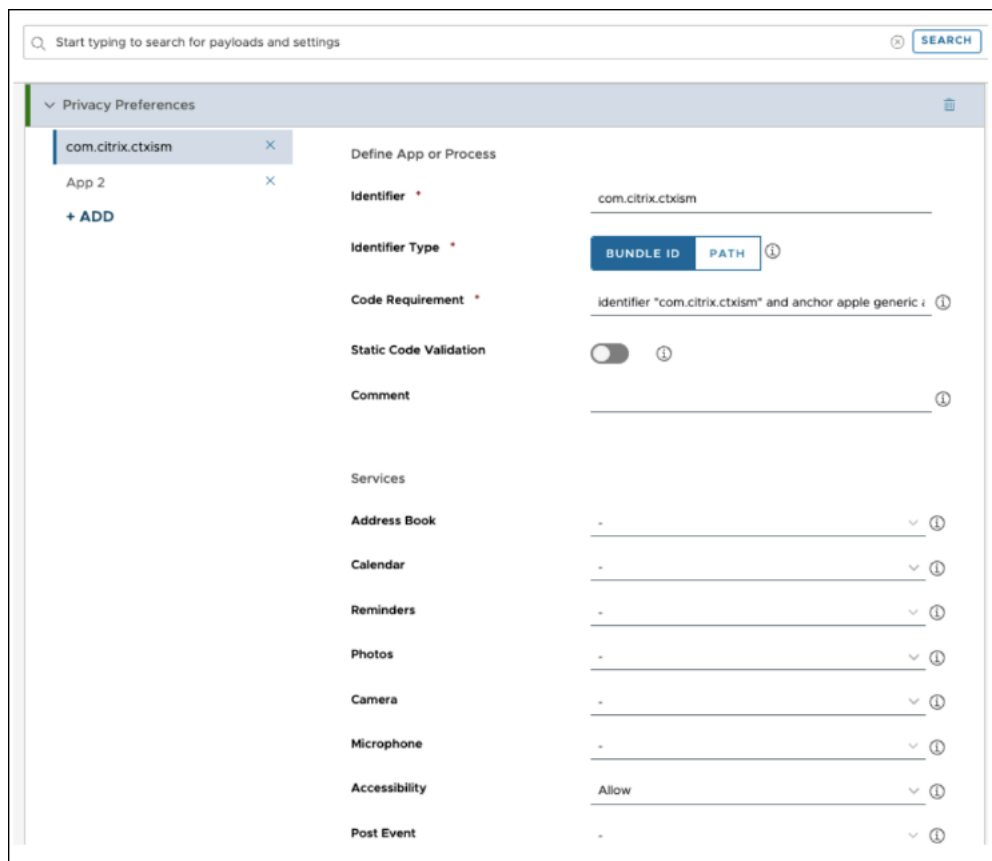 Start typing to search for payloads and settings
SEARCH
Privacy Preferences
com.citrix.ctxism
App 2
+ ADD
Define App or Process
Identifier *
com.citrix.ctxism
Identifier Type *
BUNDLE ID
PATH
Code Requirement *
identifier "com.citrix.ctxism" and anchor apple generic a
Static Code Validation
Comment
Services
Address Book
-
Calendar
-
Reminders
-
Photos
-
Camera
-
Microphone
-
Accessibility
Allow
Post Event
-